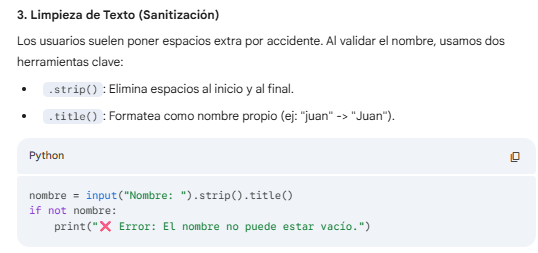 3. Limpieza de Texto (Sanitización)
Los usuarios suelen poner espacios extra por accidente. Al validar el nombre, usamos dos
herramientas clave:
• .strip() : Elimina espacios al inicio y al final.
• .title() : Formatea como nombre propio (ej: "juan" -> "Juan").
Python
nombre = input("Nombre: ").strip().title()
if not nombre:
    print("❌ Error: El nombre no puede estar vacío.")